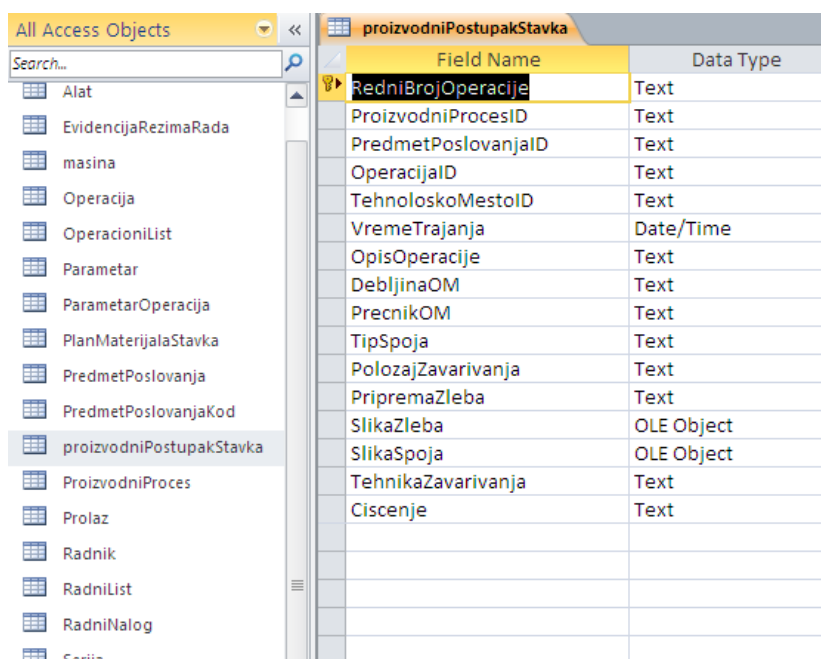 All Access Objects
Search...
Alat
EvidencijaRezimaRada
masina
Operacija
OperacioniList
Parametar
ParametarOperacija
PlanMaterijalaStavka
PredmetPoslovanja
PredmetPoslovanjaKod
proizvodniPostupakStavka
ProizvodniProces
Prolaz
Radnik
RadniList
RadniNalog
proizvodniPostupakStavka
Field Name Data Type
RedniBrojOperacije Text
ProizvodniProcesID Text
PredmetPoslovanjaID Text
OperacijaID Text
TehnoloskoMestoID Text
VremeTrajanja Date/Time
OpisOperacije Text
DebljinaOM Text
PrecnikOM Text
TipSpoja Text
PolozajZavarivanja Text
PripremaZleba Text
SlikaZleba OLE Object
SlikaSpoja OLE Object
TehnikaZavarivanja Text
Ciscenje Text